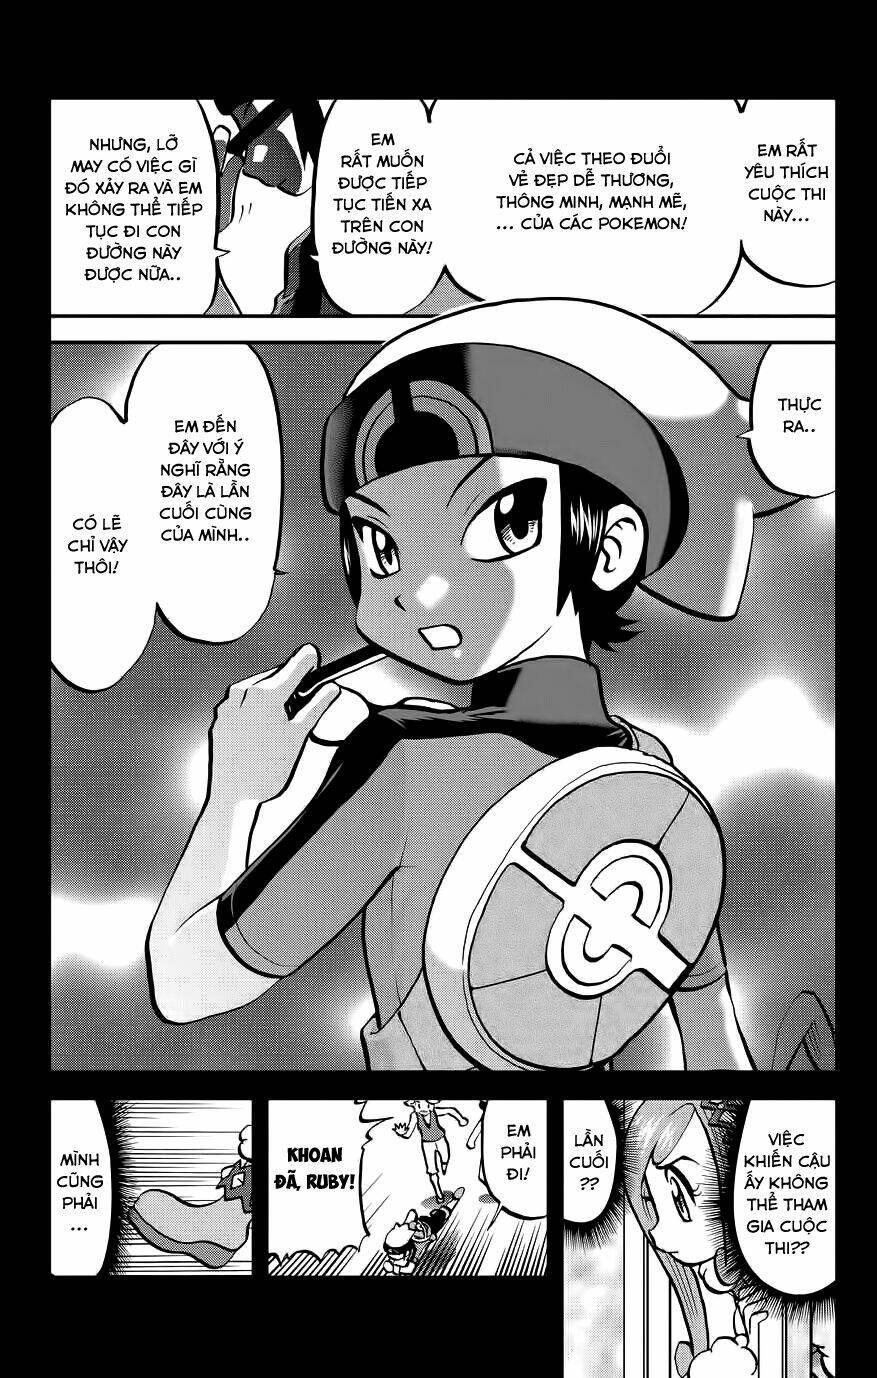 EM RẤT
YÊU THÍCH
CUỘC THI
NÀY...
CẢ VIỆC THEO ĐUỔI
VẺ ĐẸP DỄ THƯƠNG,
THÔNG MINH, MẠNH MẼ,
... CỦA CÁC POKEMON!
EM
RẤT MUỐN
ĐƯỢC TIẾP
TỤC TIẾN XA
TRÊN CON
ĐƯỜNG NÀY!
NHƯNG, LỠ
MAY CÓ VIỆC GÌ
ĐÓ XẢY RA VÀ EM
KHÔNG THỂ TIẾP
TỤC ĐI CON
ĐƯỜNG NÀY
ĐƯỢC NỮA..
THỰC
RA..
EM ĐẾN
ĐÂY VỚI Ý
NGHĨ RẰNG
ĐÂY LÀ LẦN
CUỐI CÙNG
CỦA MÌNH..
CÓ LẼ
CHỈ VẬY
THÔI!
VIỆC
KHIẾN CẬU
ẤY KHÔNG
THỂ THAM
GIA CUỘC
THI??
LẦN
CUỐI
??
EM
PHẢI
ĐI!
KHOAN
ĐÃ, RUBY!
MÌNH
CŨNG
PHẢI
...